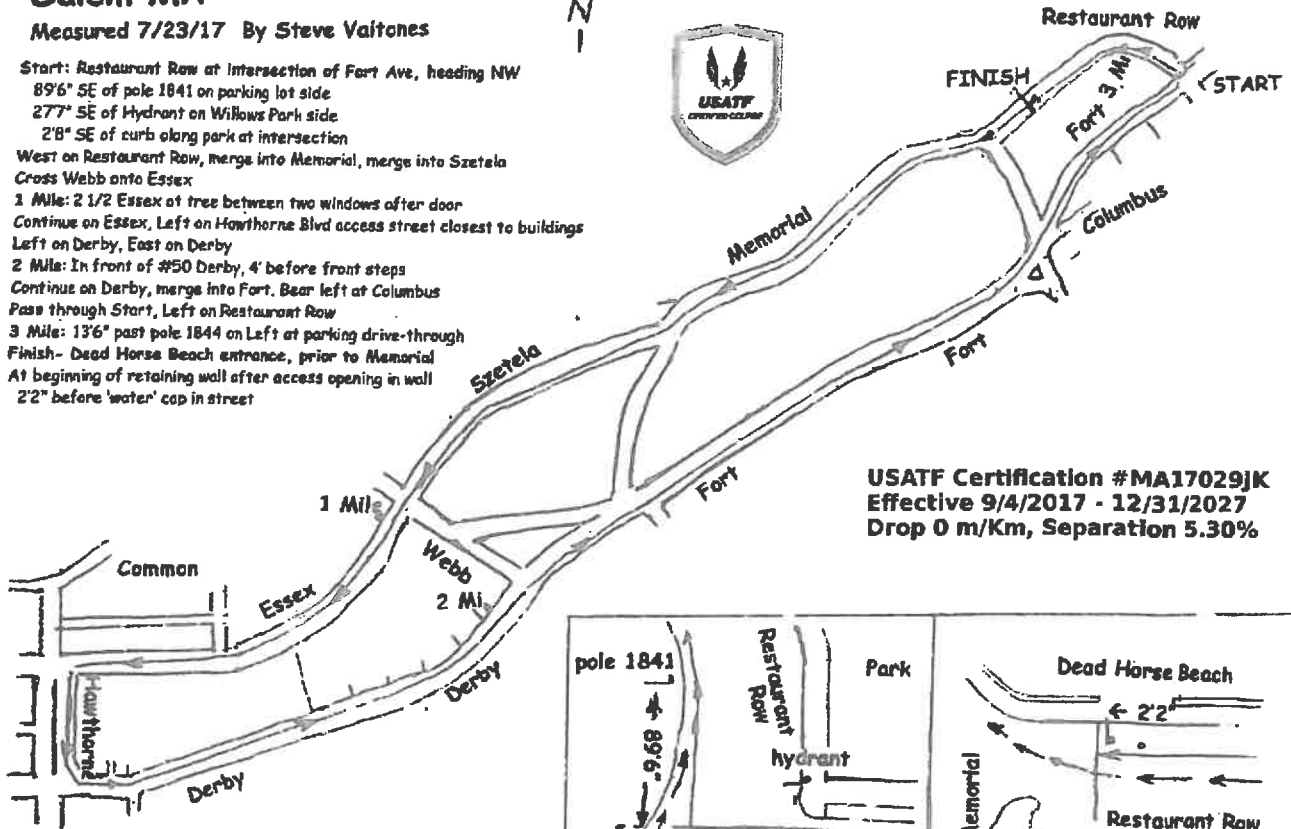 Measured 7/23/17 By Steve Vaitones
N
Start: Restaurant Row at intersection of Fort Ave, heading NW
89'6" SE of pole 1841 on parking lot side
27'7" SE of Hydrant on Willows Park side
2'8" SE of curb along park at intersection
West on Restaurant Row, merge into Memorial, merge into Szetela
Cross Webb onto Essex
1 Mile: 2 1/2 Essex at tree between two windows after door
Continue on Essex, Left on Hawthorne Blvd access street closest to buildings
Left on Derby, East on Derby
2 Mile: In front of #50 Derby, 4' before front steps
Continue on Derby, merge into Fort. Bear left at Columbus
Pass through Start, Left on Restaurant Row
3 Mile: 13'6" past pole 1844 on Left at parking drive-through
Finish- Dead Horse Beach entrance, prior to Memorial
At beginning of retaining wall after access opening in wall
2'2" before 'water' cap in street
USATF
CERTIFIED COURSE
Restaurant Row
FINISH
START
3 Mi
Fort
Columbus
Memorial
Fort
Szetela
Fort
1 Mile
Webb
2 Mi
Common
Essex
Derby
Hawthorne
Derby
USATF Certification #MA17029JK
Effective 9/4/2017 - 12/31/2027
Drop 0 m/Km, Separation 5.30%
pole 1841
89'6"
Restaurant
Row
Park
hydrant
Dead Horse Beach
2'2"
Memorial
Restaurant Row